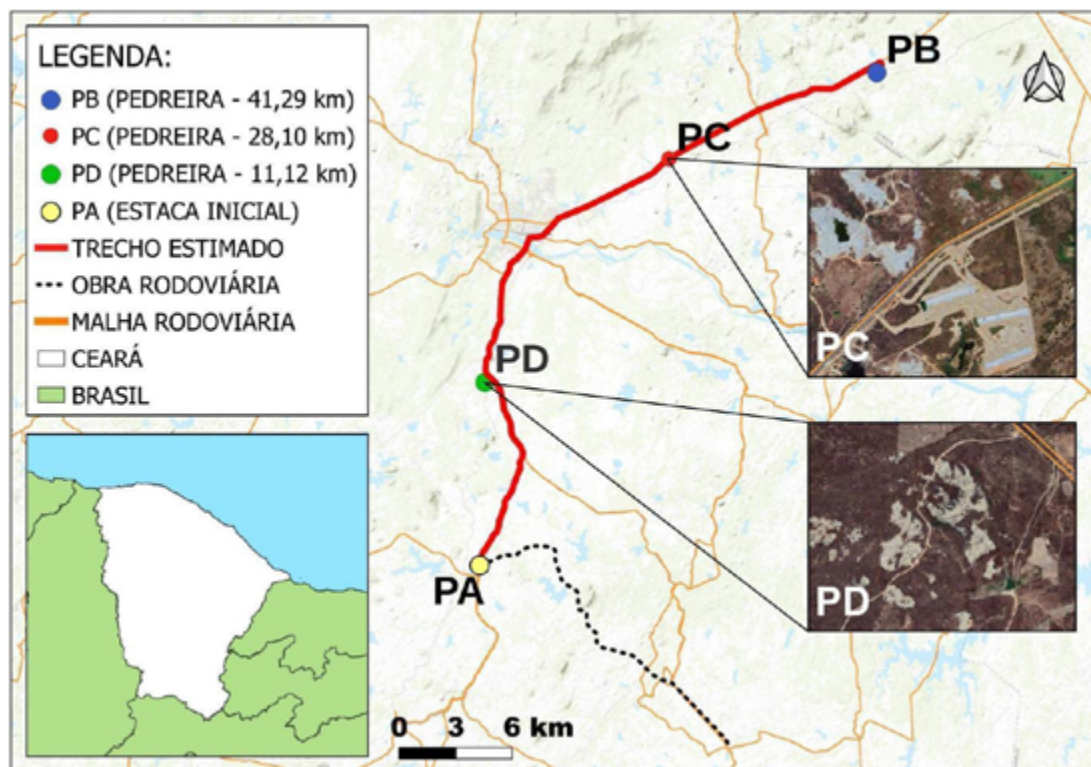 LEGENDA:
PB (PEDREIRA - 41,29 km)
PC (PEDREIRA - 28,10 km)
PD (PEDREIRA - 11,12 km)
PA (ESTACA INICIAL)
TRECHO ESTIMADO
OBRA RODOVIÁRIA
MALHA RODOVIÁRIA
CEARÁ
BRASIL
PB
PC
PC
PD
PD
PA
0 3 6 km